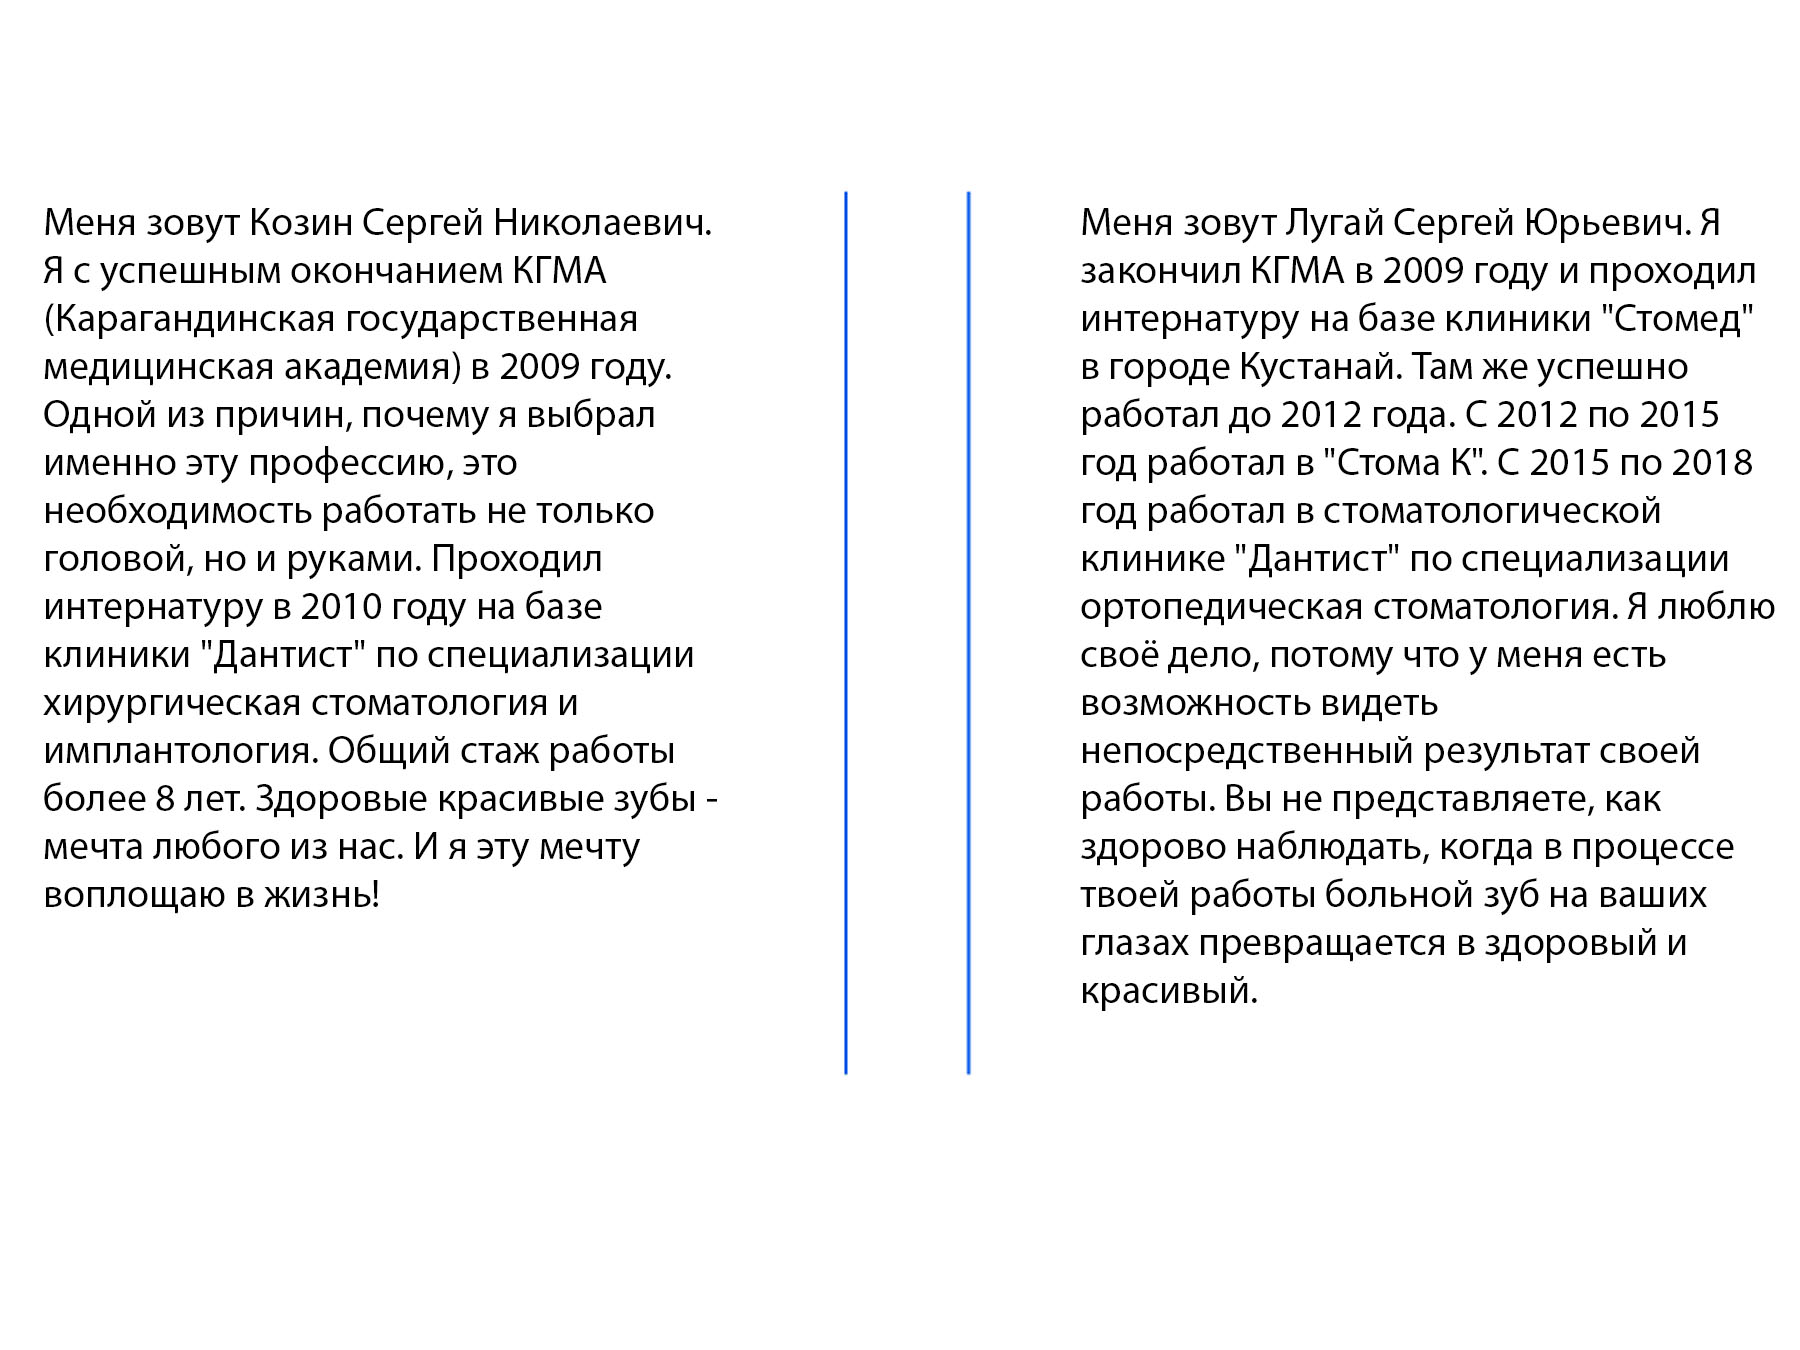 Меня зовут Козин Сергей Николаевич.
Я с успешным окончанием КГМА
(Карагандинская государственная
медицинская академия) в 2009 году.
Одной из причин, почему я выбрал
именно эту профессию, это
необходимость работать не только
головой, но и руками. Проходил
интернатуру в 2010 году на базе
клиники "Дантист" по специализации
хирургическая стоматология и
имплантология. Общий стаж работы
более 8 лет. Здоровые красивые зубы -
мечта любого из нас. И я эту мечту
воплощаю в жизнь!
Меня зовут Лугай Сергей Юрьевич. Я
закончил КГМА в 2009 году и проходил
интернатуру на базе клиники "Стомед"
в городе Кустанай. Там же успешно
работал до 2012 года. С 2012 по 2015
год работал в "Стома К". С 2015 по 2018
год работал в стоматологической
клинике "Дантист" по специализации
ортопедическая стоматология. Я люблю
своё дело, потому что у меня есть
возможность видеть
непосредственный результат своей
работы. Вы не представляете, как
здорово наблюдать, когда в процессе
твоей работы больной зуб на ваших
глазах превращается в здоровый и
красивый.